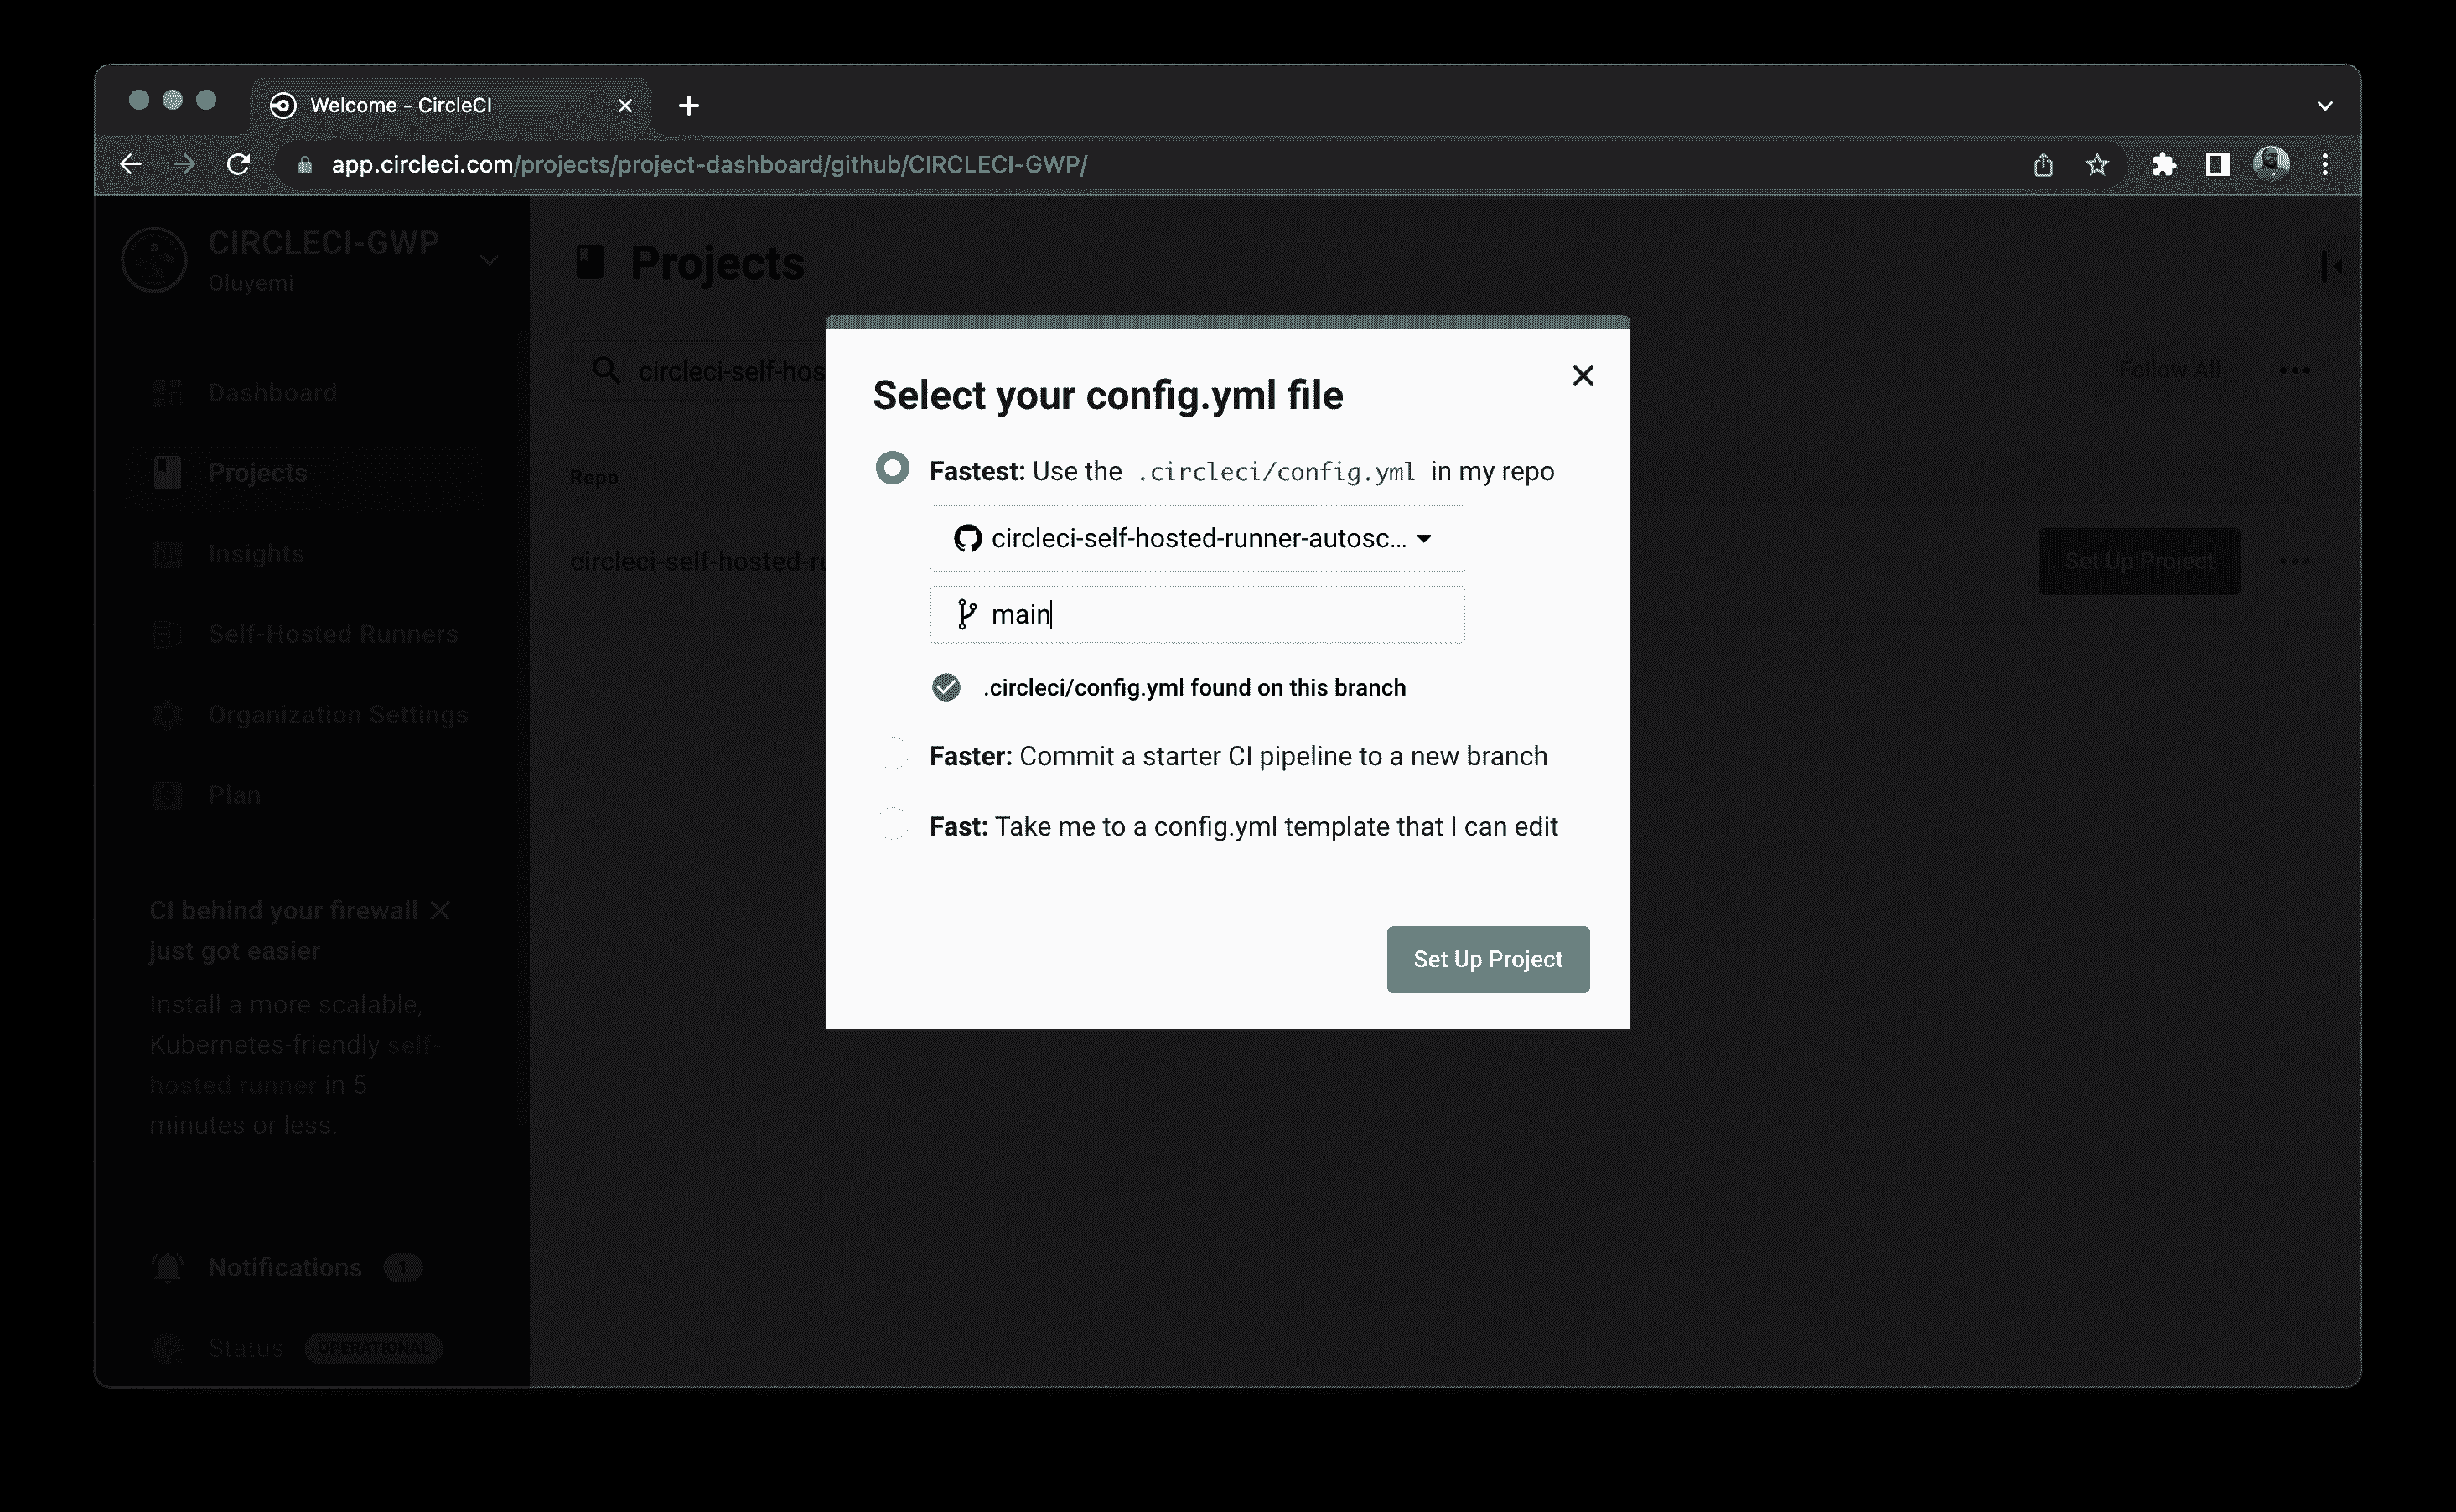 Welcome - CircleCI
app.circleci.com/projects/project-dashboard/github/CIRCLECI-GWP/
CIRCLECI-GWP
Oluyemi
Dashboard
Projects
Insights
Self-Hosted Runners
Organization Settings
Plan
CI behind your firewall
just got easier
Install a more scalable,
Kubernetes-friendly self-
hosted runner in 5
minutes or less.
Notifications 1
Status OPERATIONAL
Projects
circleci-self-hos
Follow All
Repo
circleci-self-hosted-ru
Set Up Project
Select your config.yml file
Fastest: Use the .circleci/config.yml in my repo
circleci-self-hosted-runner-autosc...
main
.circleci/config.yml found on this branch
Faster: Commit a starter CI pipeline to a new branch
Fast: Take me to a config.yml template that I can edit
Set Up Project